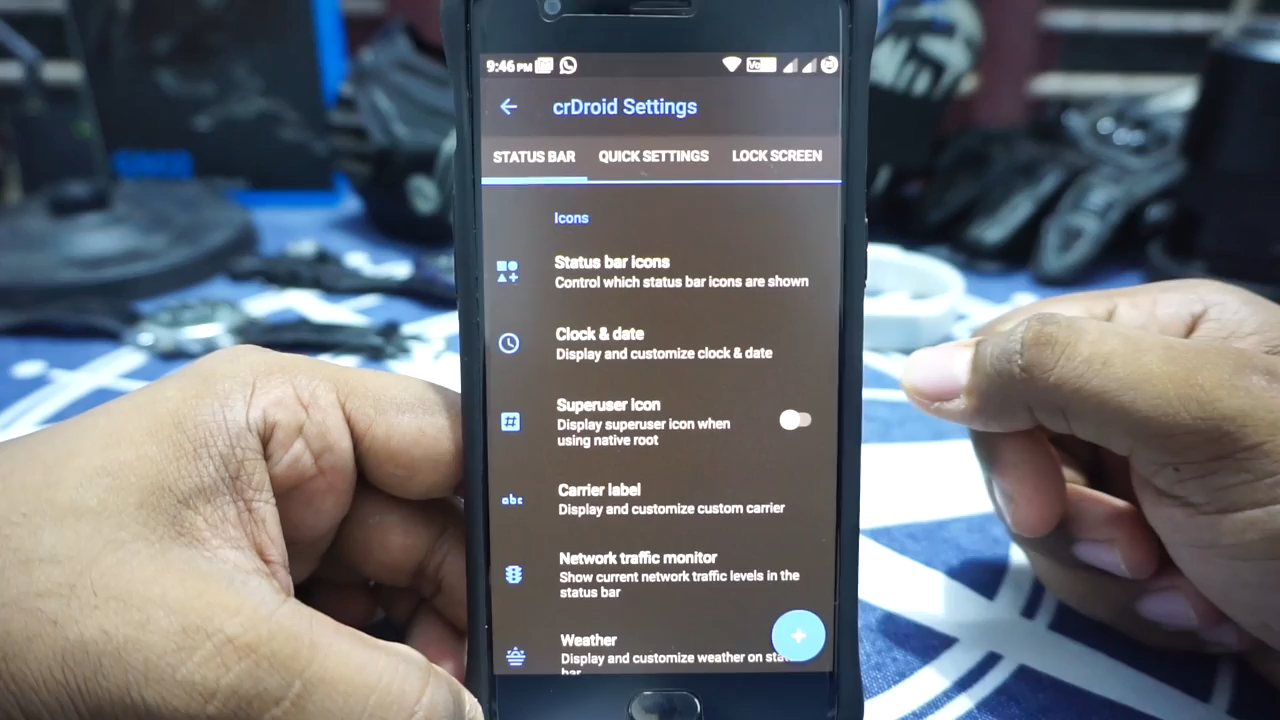 9:46 PM
crDroid Settings
STATUS BAR QUICK SETTINGS LOCK SCREEN
Icons
Status bar icons
Control which status bar icons are shown
Clock & date
Display and customize clock & date
Superuser icon
Display superuser icon when
using native root
abc
Carrier label
Display and customize custom carrier
Network traffic monitor
Show current network traffic levels in the
status bar
Weather
Display and customize weather on
bar